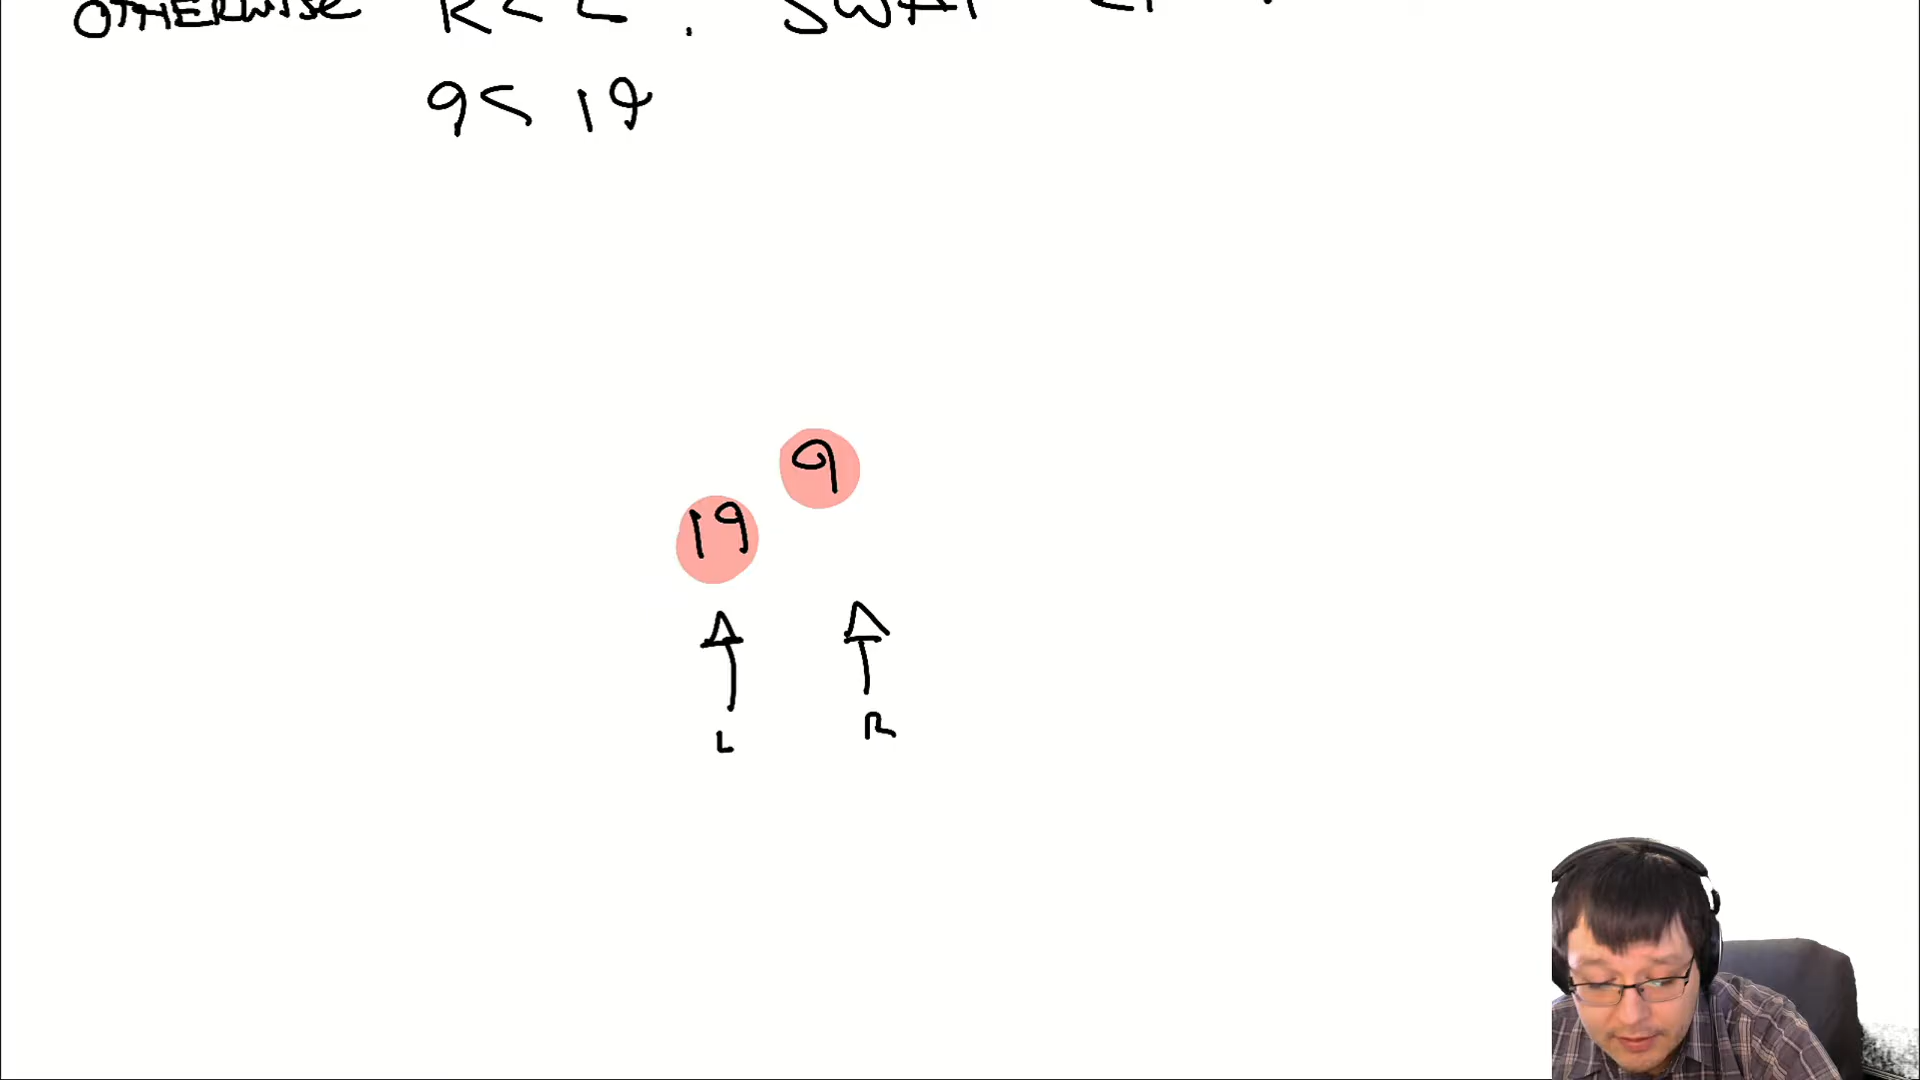 OTHERWISE R < L . SWAP
9 < 19
9
19
L R